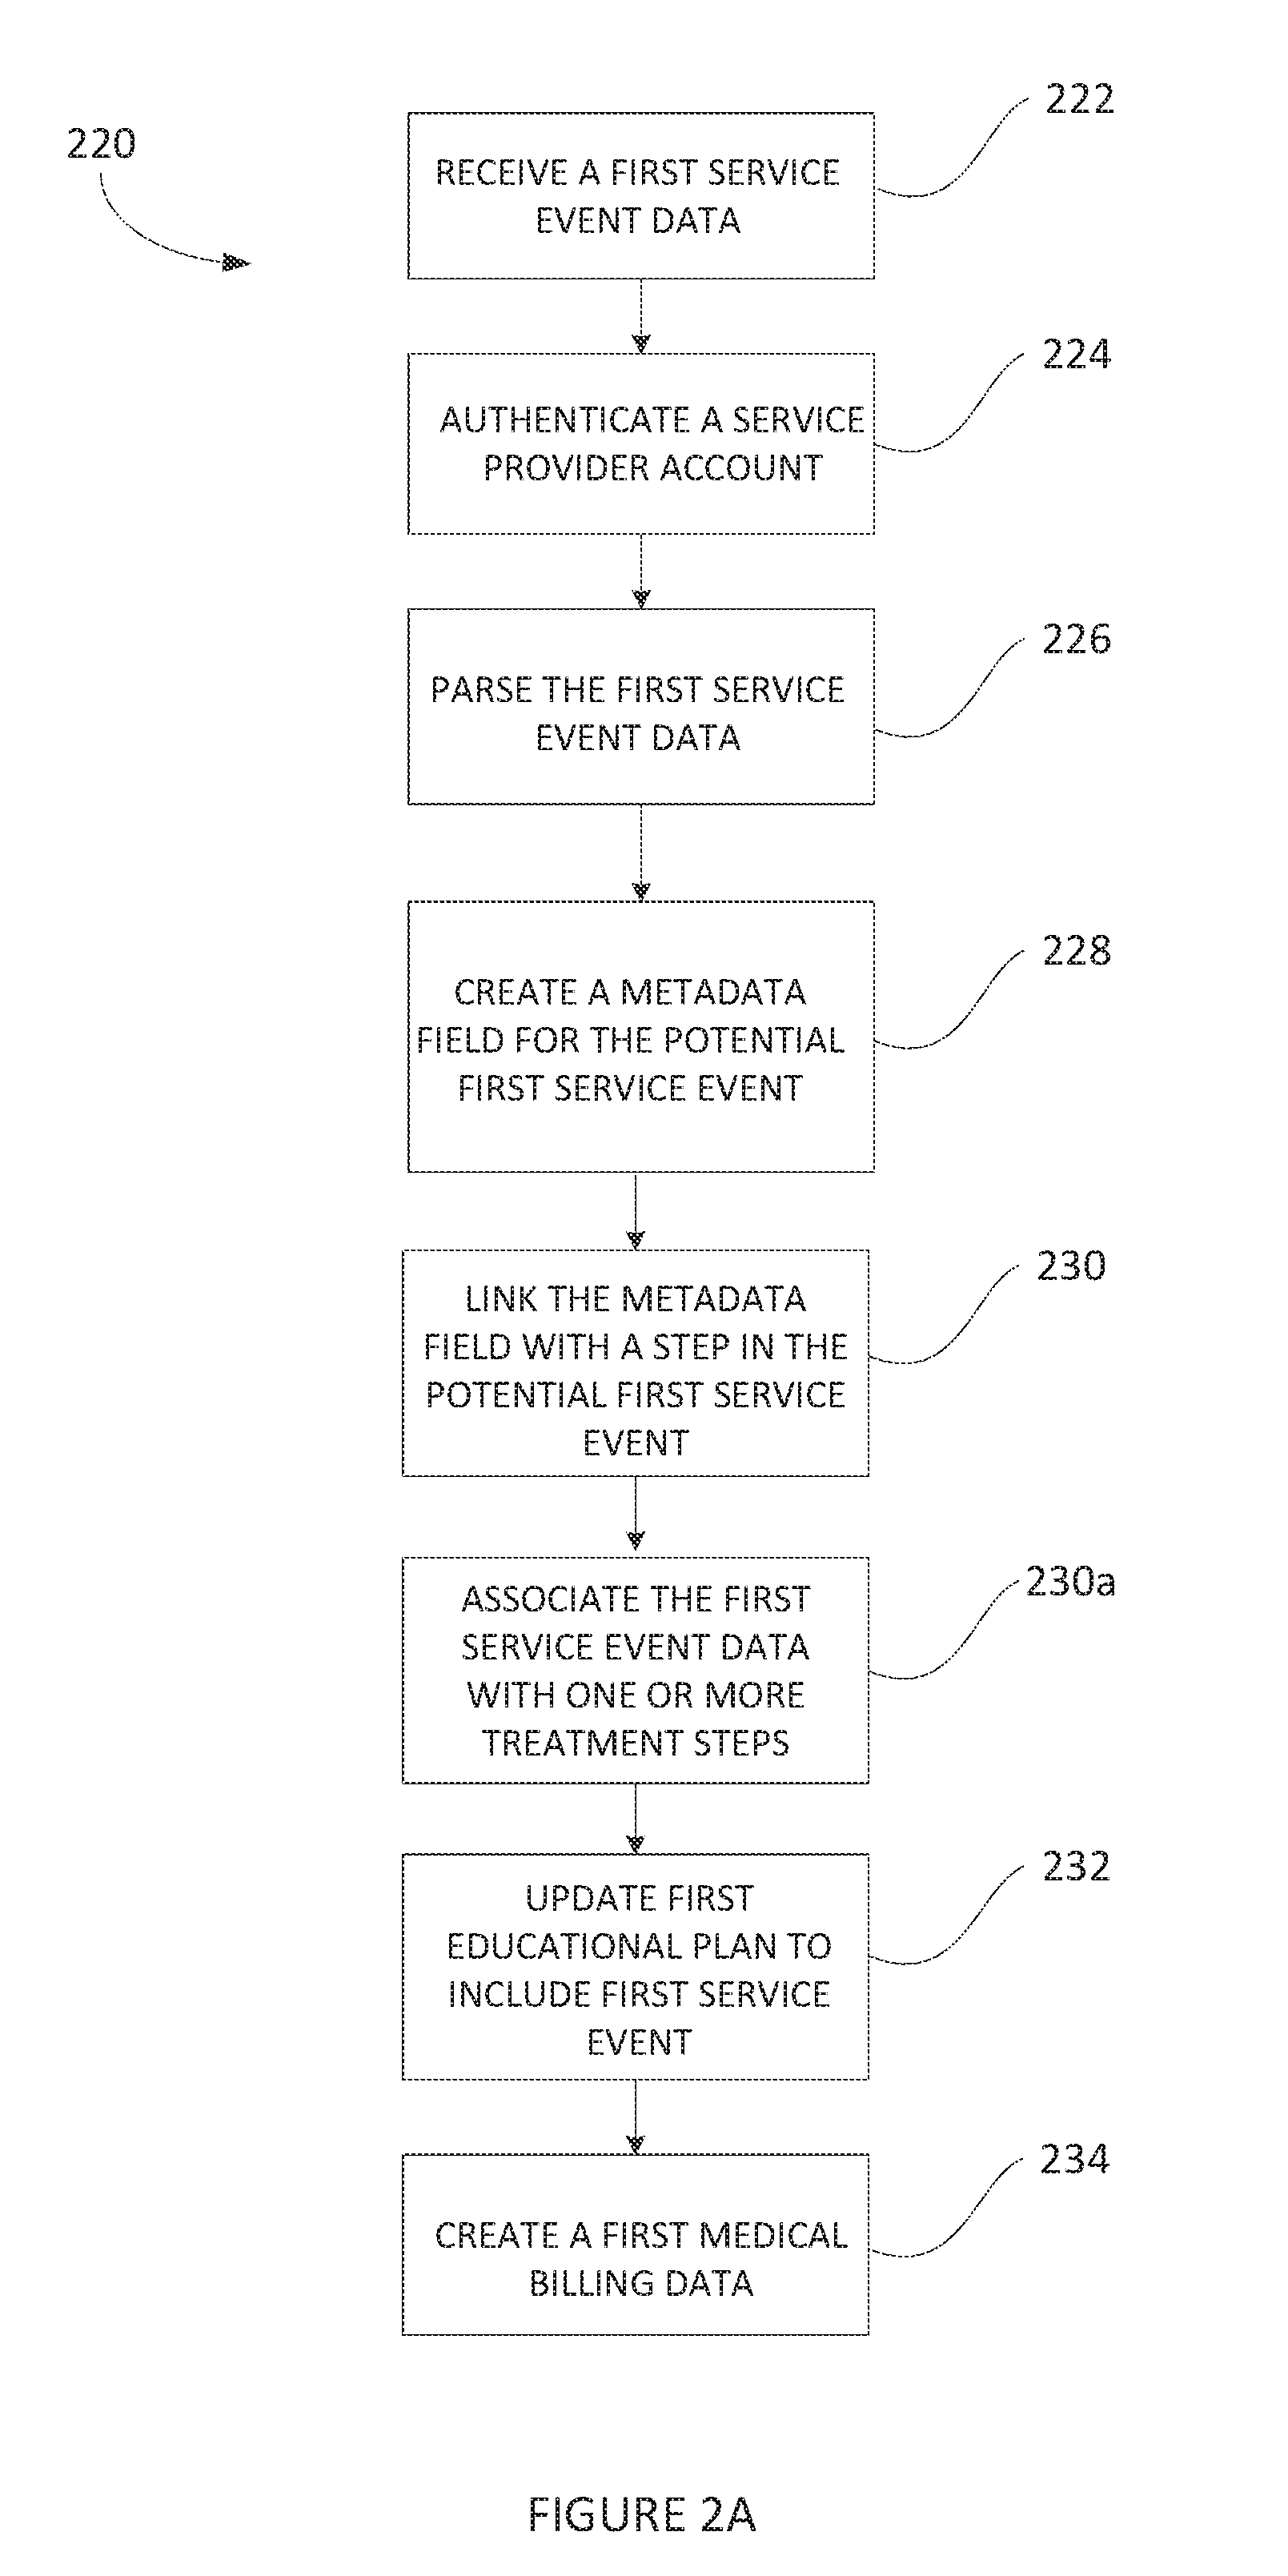 220
222
RECEIVE A FIRST SERVICE
EVENT DATA
224
AUTHENTICATE A SERVICE
PROVIDER ACCOUNT
226
PARSE THE FIRST SERVICE
EVENT DATA
228
CREATE A METADATA
FIELD FOR THE POTENTIAL
FIRST SERVICE EVENT
230
LINK THE METADATA
FIELD WITH A STEP IN THE
POTENTIAL FIRST SERVICE
EVENT
230a
ASSOCIATE THE FIRST
SERVICE EVENT DATA
WITH ONE OR MORE
TREATMENT STEPS
232
UPDATE FIRST
EDUCATIONAL PLAN TO
INCLUDE FIRST SERVICE
EVENT
234
CREATE A FIRST MEDICAL
BILLING DATA
FIGURE 2A